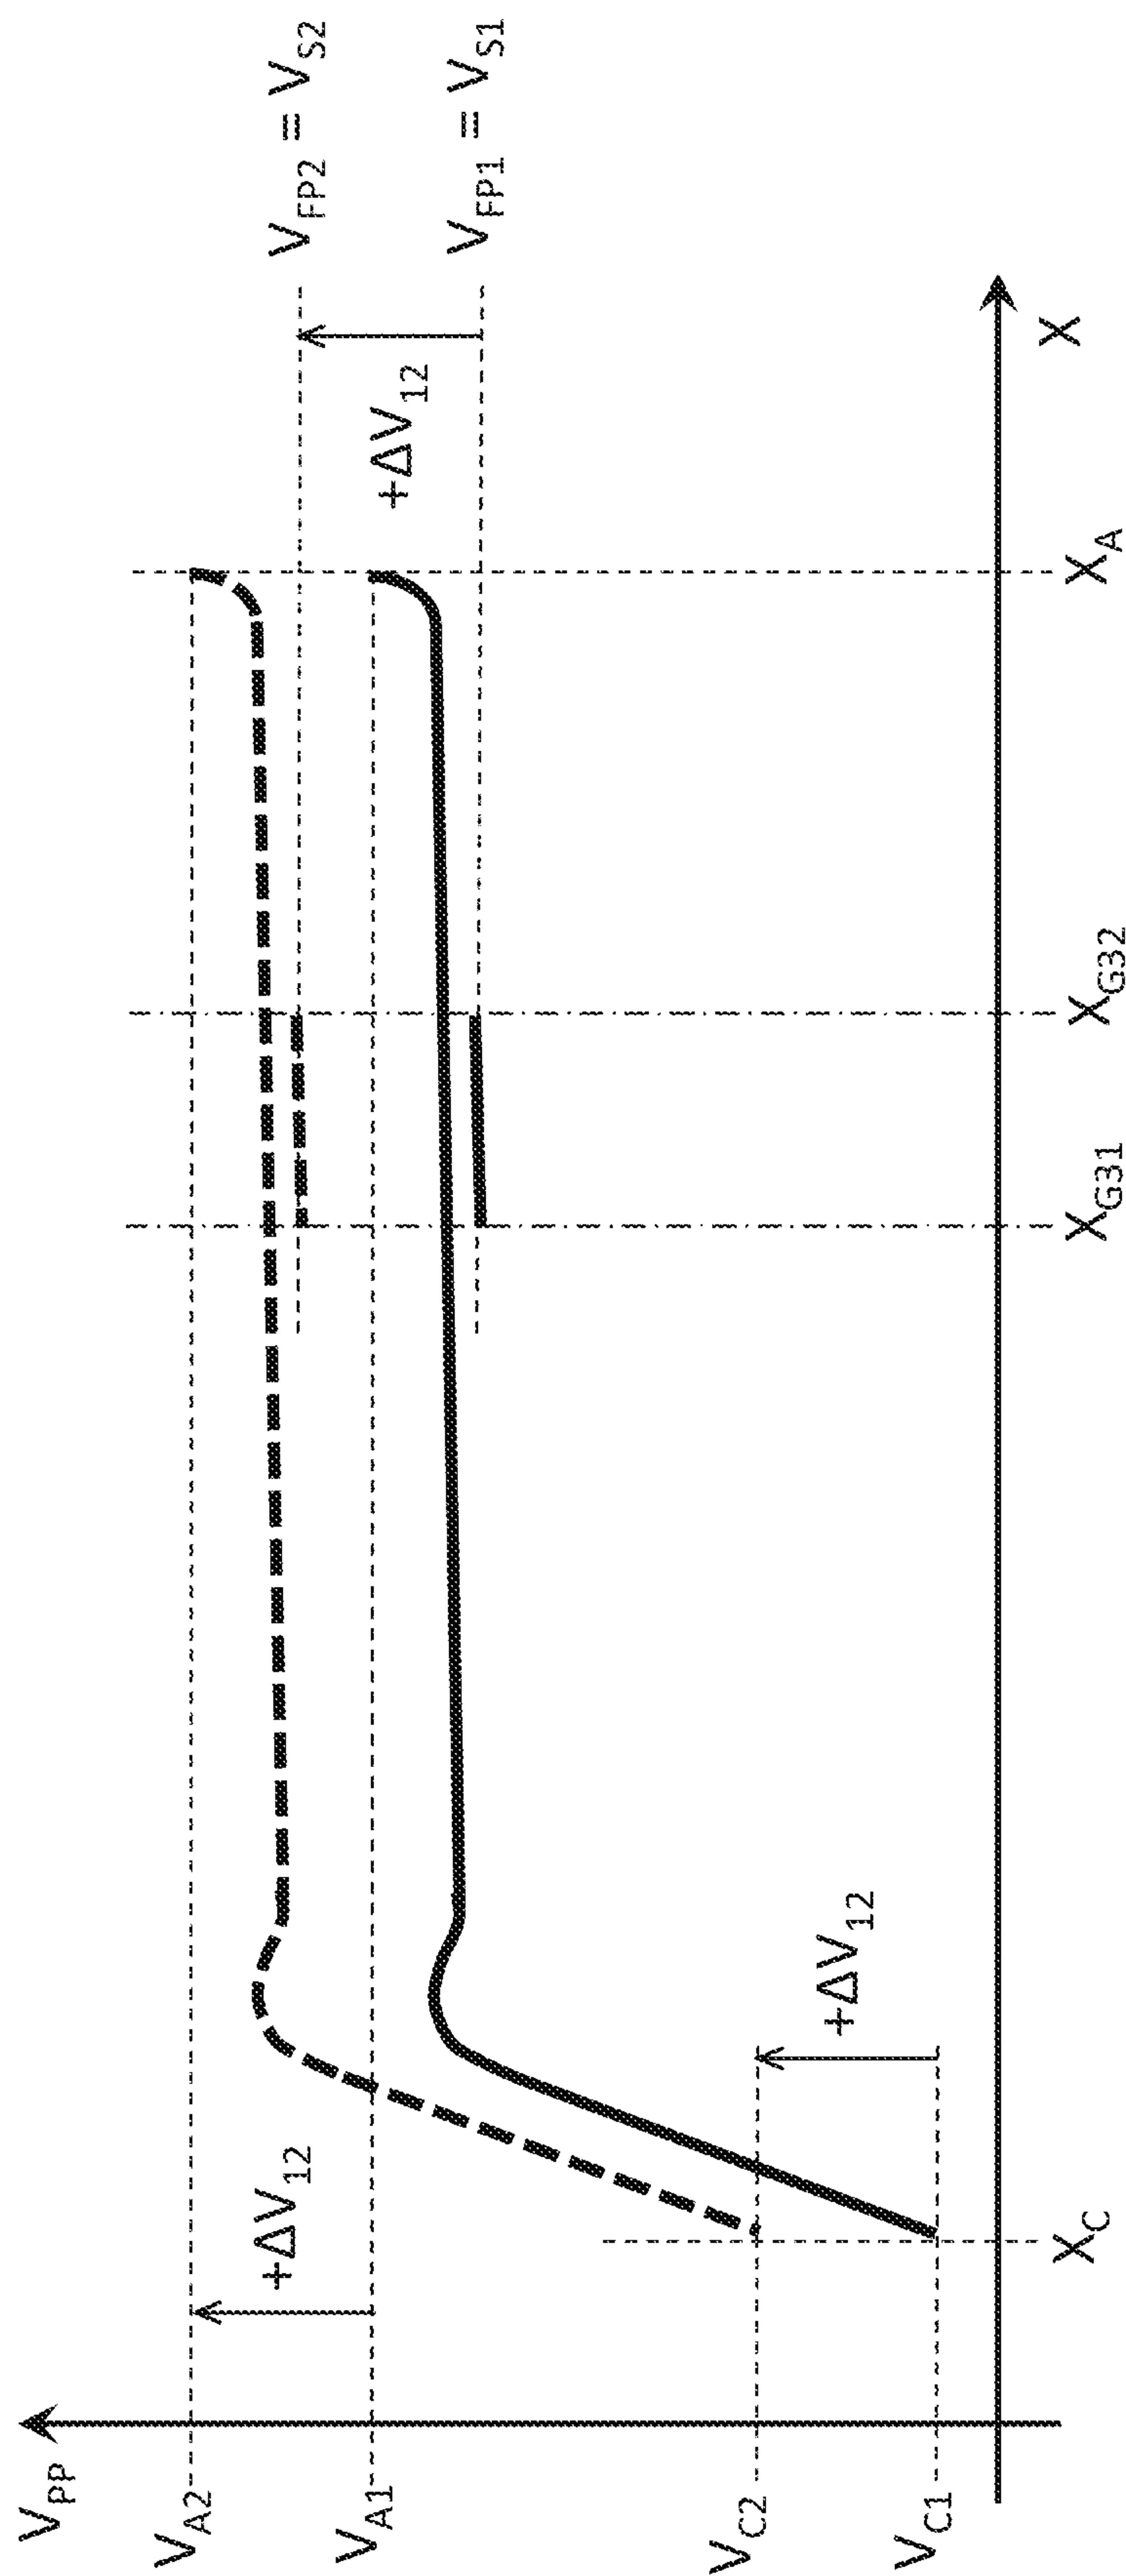 V_PP
V_A2
V_A1
V_C2
V_C1
+ΔV_12
+ΔV_12
+ΔV_12
V_FP2 = V_S2
V_FP1 = V_S1
X_C
X_G31
X_G32
X_A
X